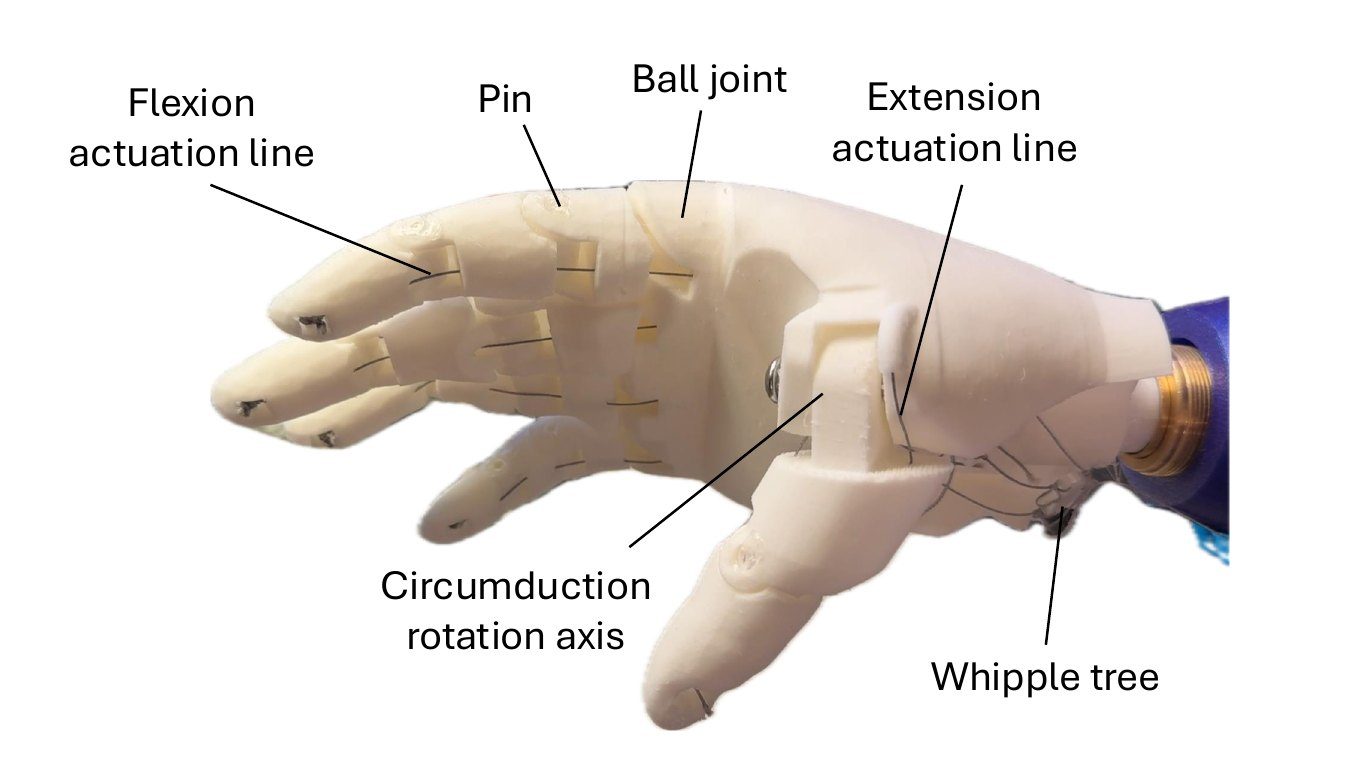 Flexion
actuation line
Pin
Ball joint
Extension
actuation line
Circumduction
rotation axis
Whipple tree